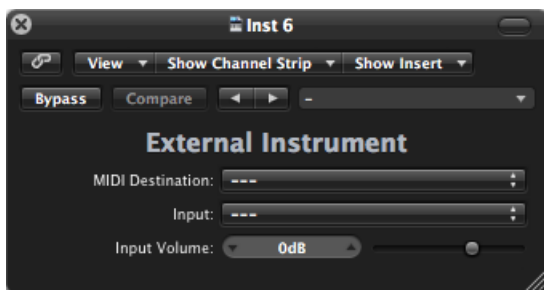 Inst 6
View Show Channel Strip Show Insert
Bypass Compare -
External Instrument
MIDI Destination: ---
Input: ---
Input Volume: 0dB